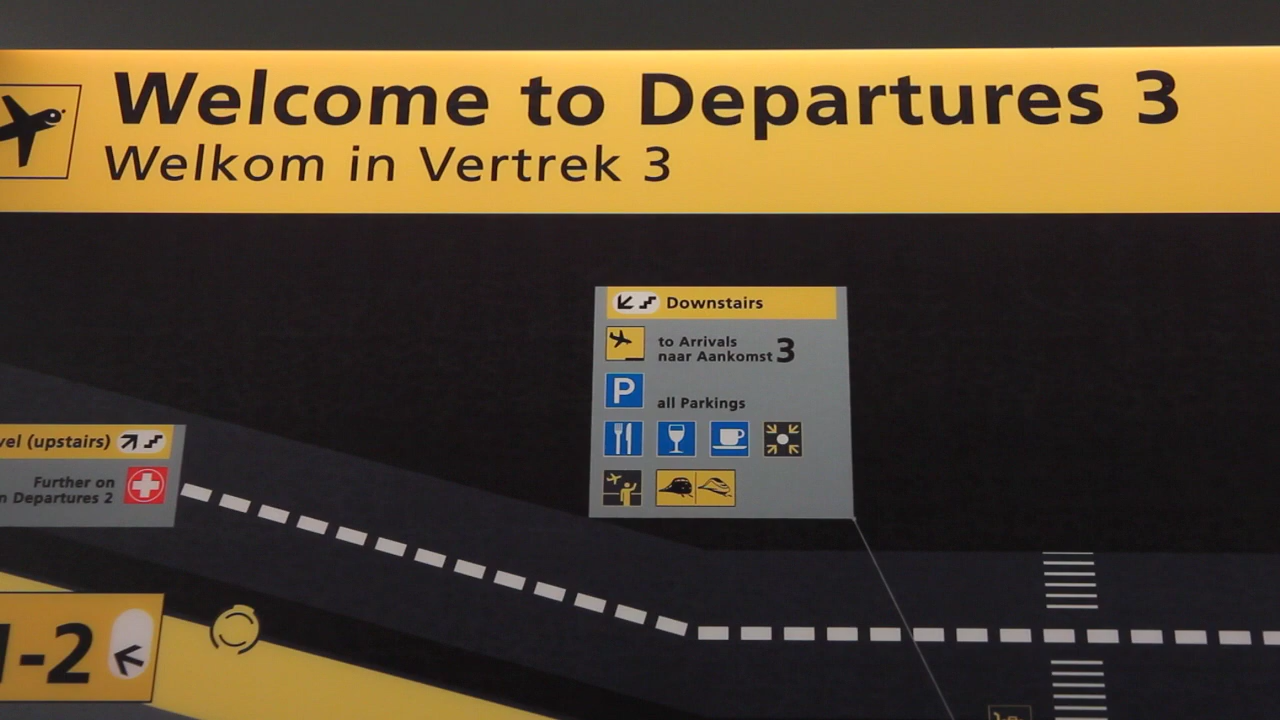 Welcome to Departures 3
Welkom in Vertrek 3
Downstairs
to Arrivals
naar Aankomst 3
P
all Parkings
(upstairs)
Further on
Departures 2
-2